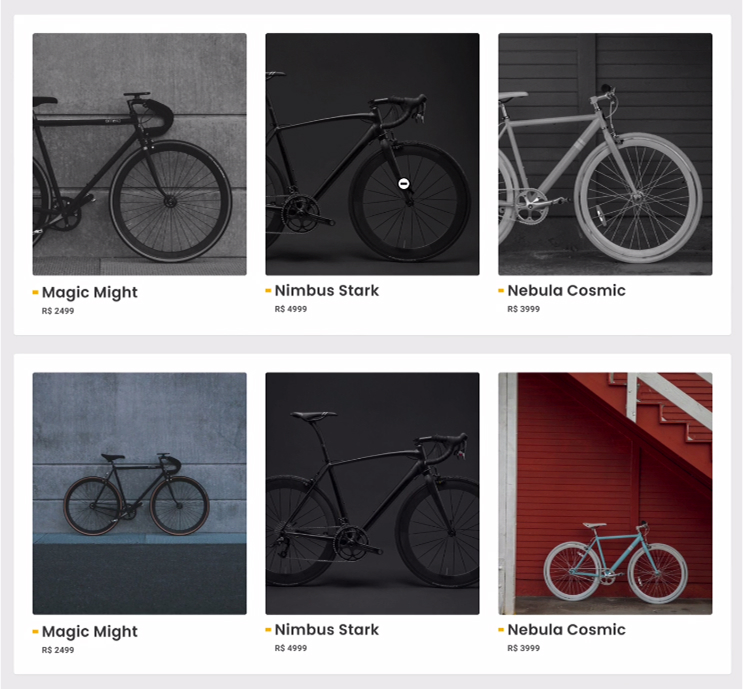 Magic Might
R$ 2499
Nimbus Stark
R$ 4999
Nebula Cosmic
R$ 3999
Magic Might
R$ 2499
Nimbus Stark
R$ 4999
Nebula Cosmic
R$ 3999